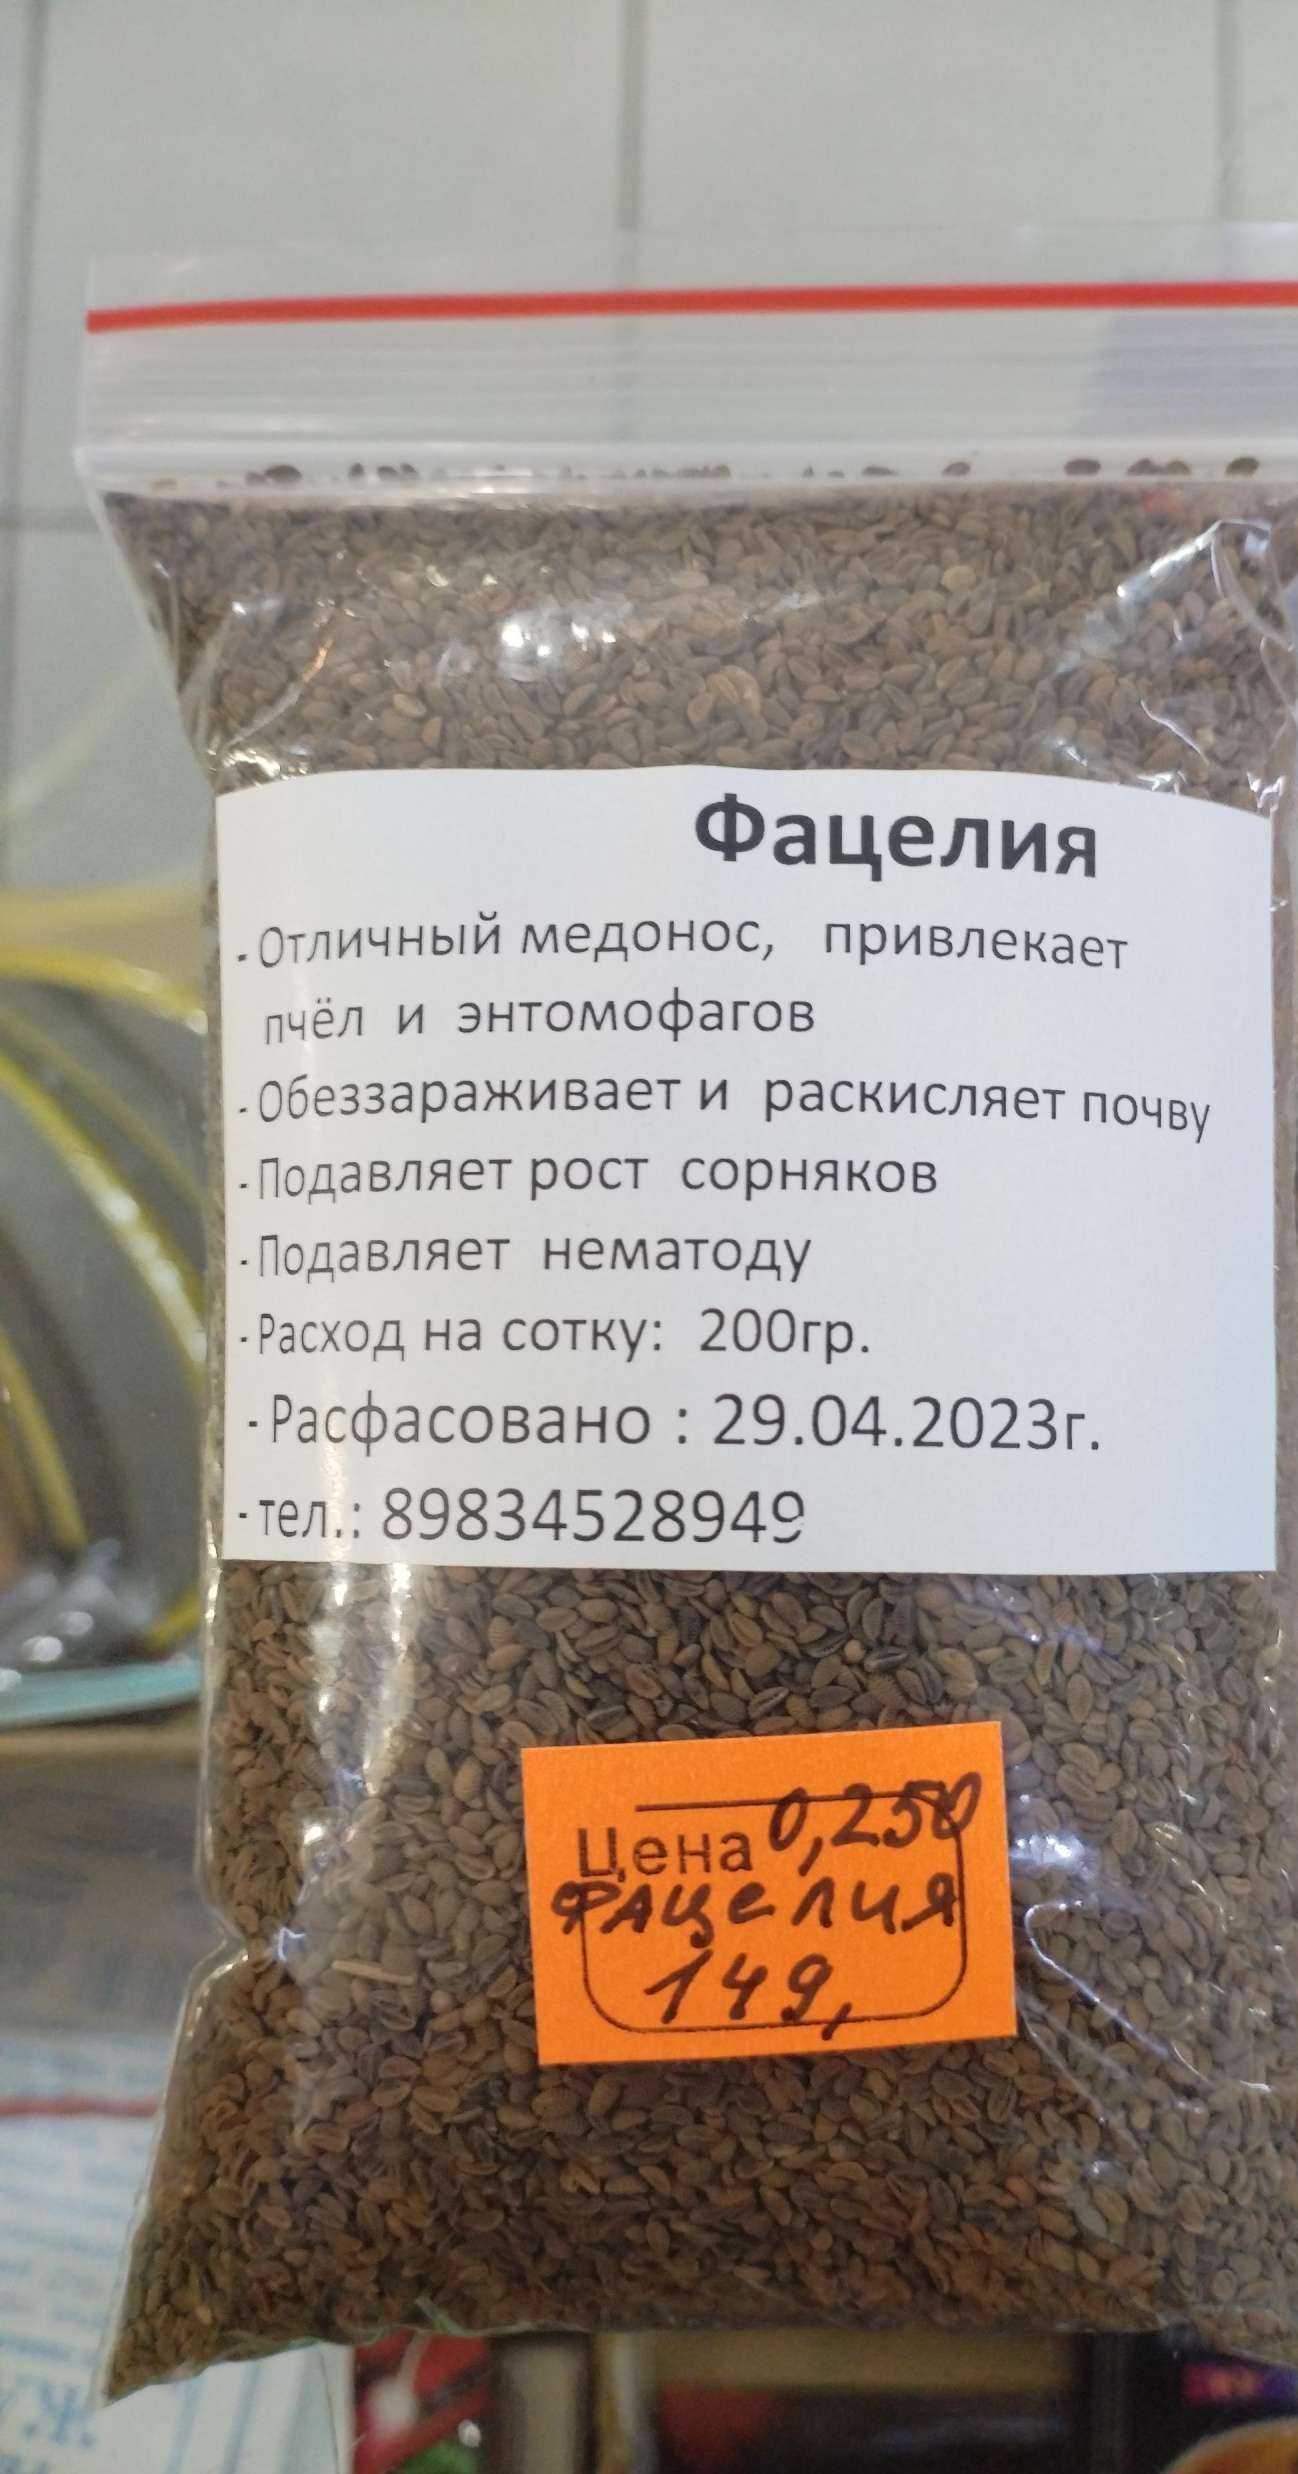 Фацелия
- Отличный медонос, привлекает
пчёл и энтомофагов
- Обеззараживает и раскисляет почву
- Подавляет рост сорняков
- Подавляет нематоду
- Расход на сотку: 200гр.
- Расфасовано : 29.04.2023г.
- тел.: 89834528949
Цена 0,250
Фацелия
149,